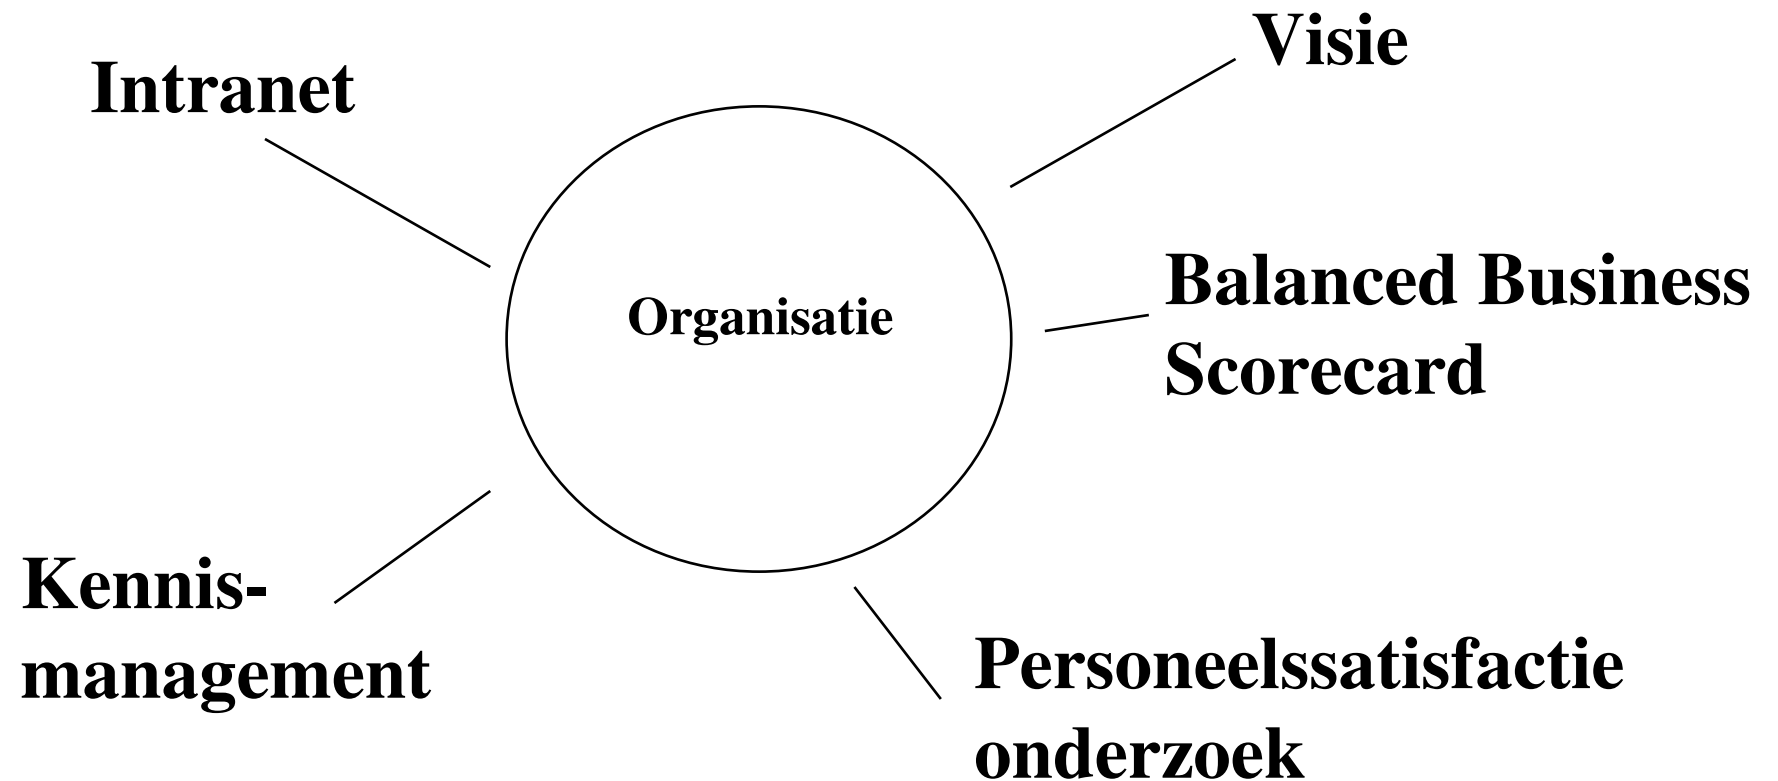 Visie
Intranet
Balanced Business
Scorecard
Organisatie
Kennis-
management
Personeelssatisfactie
onderzoek